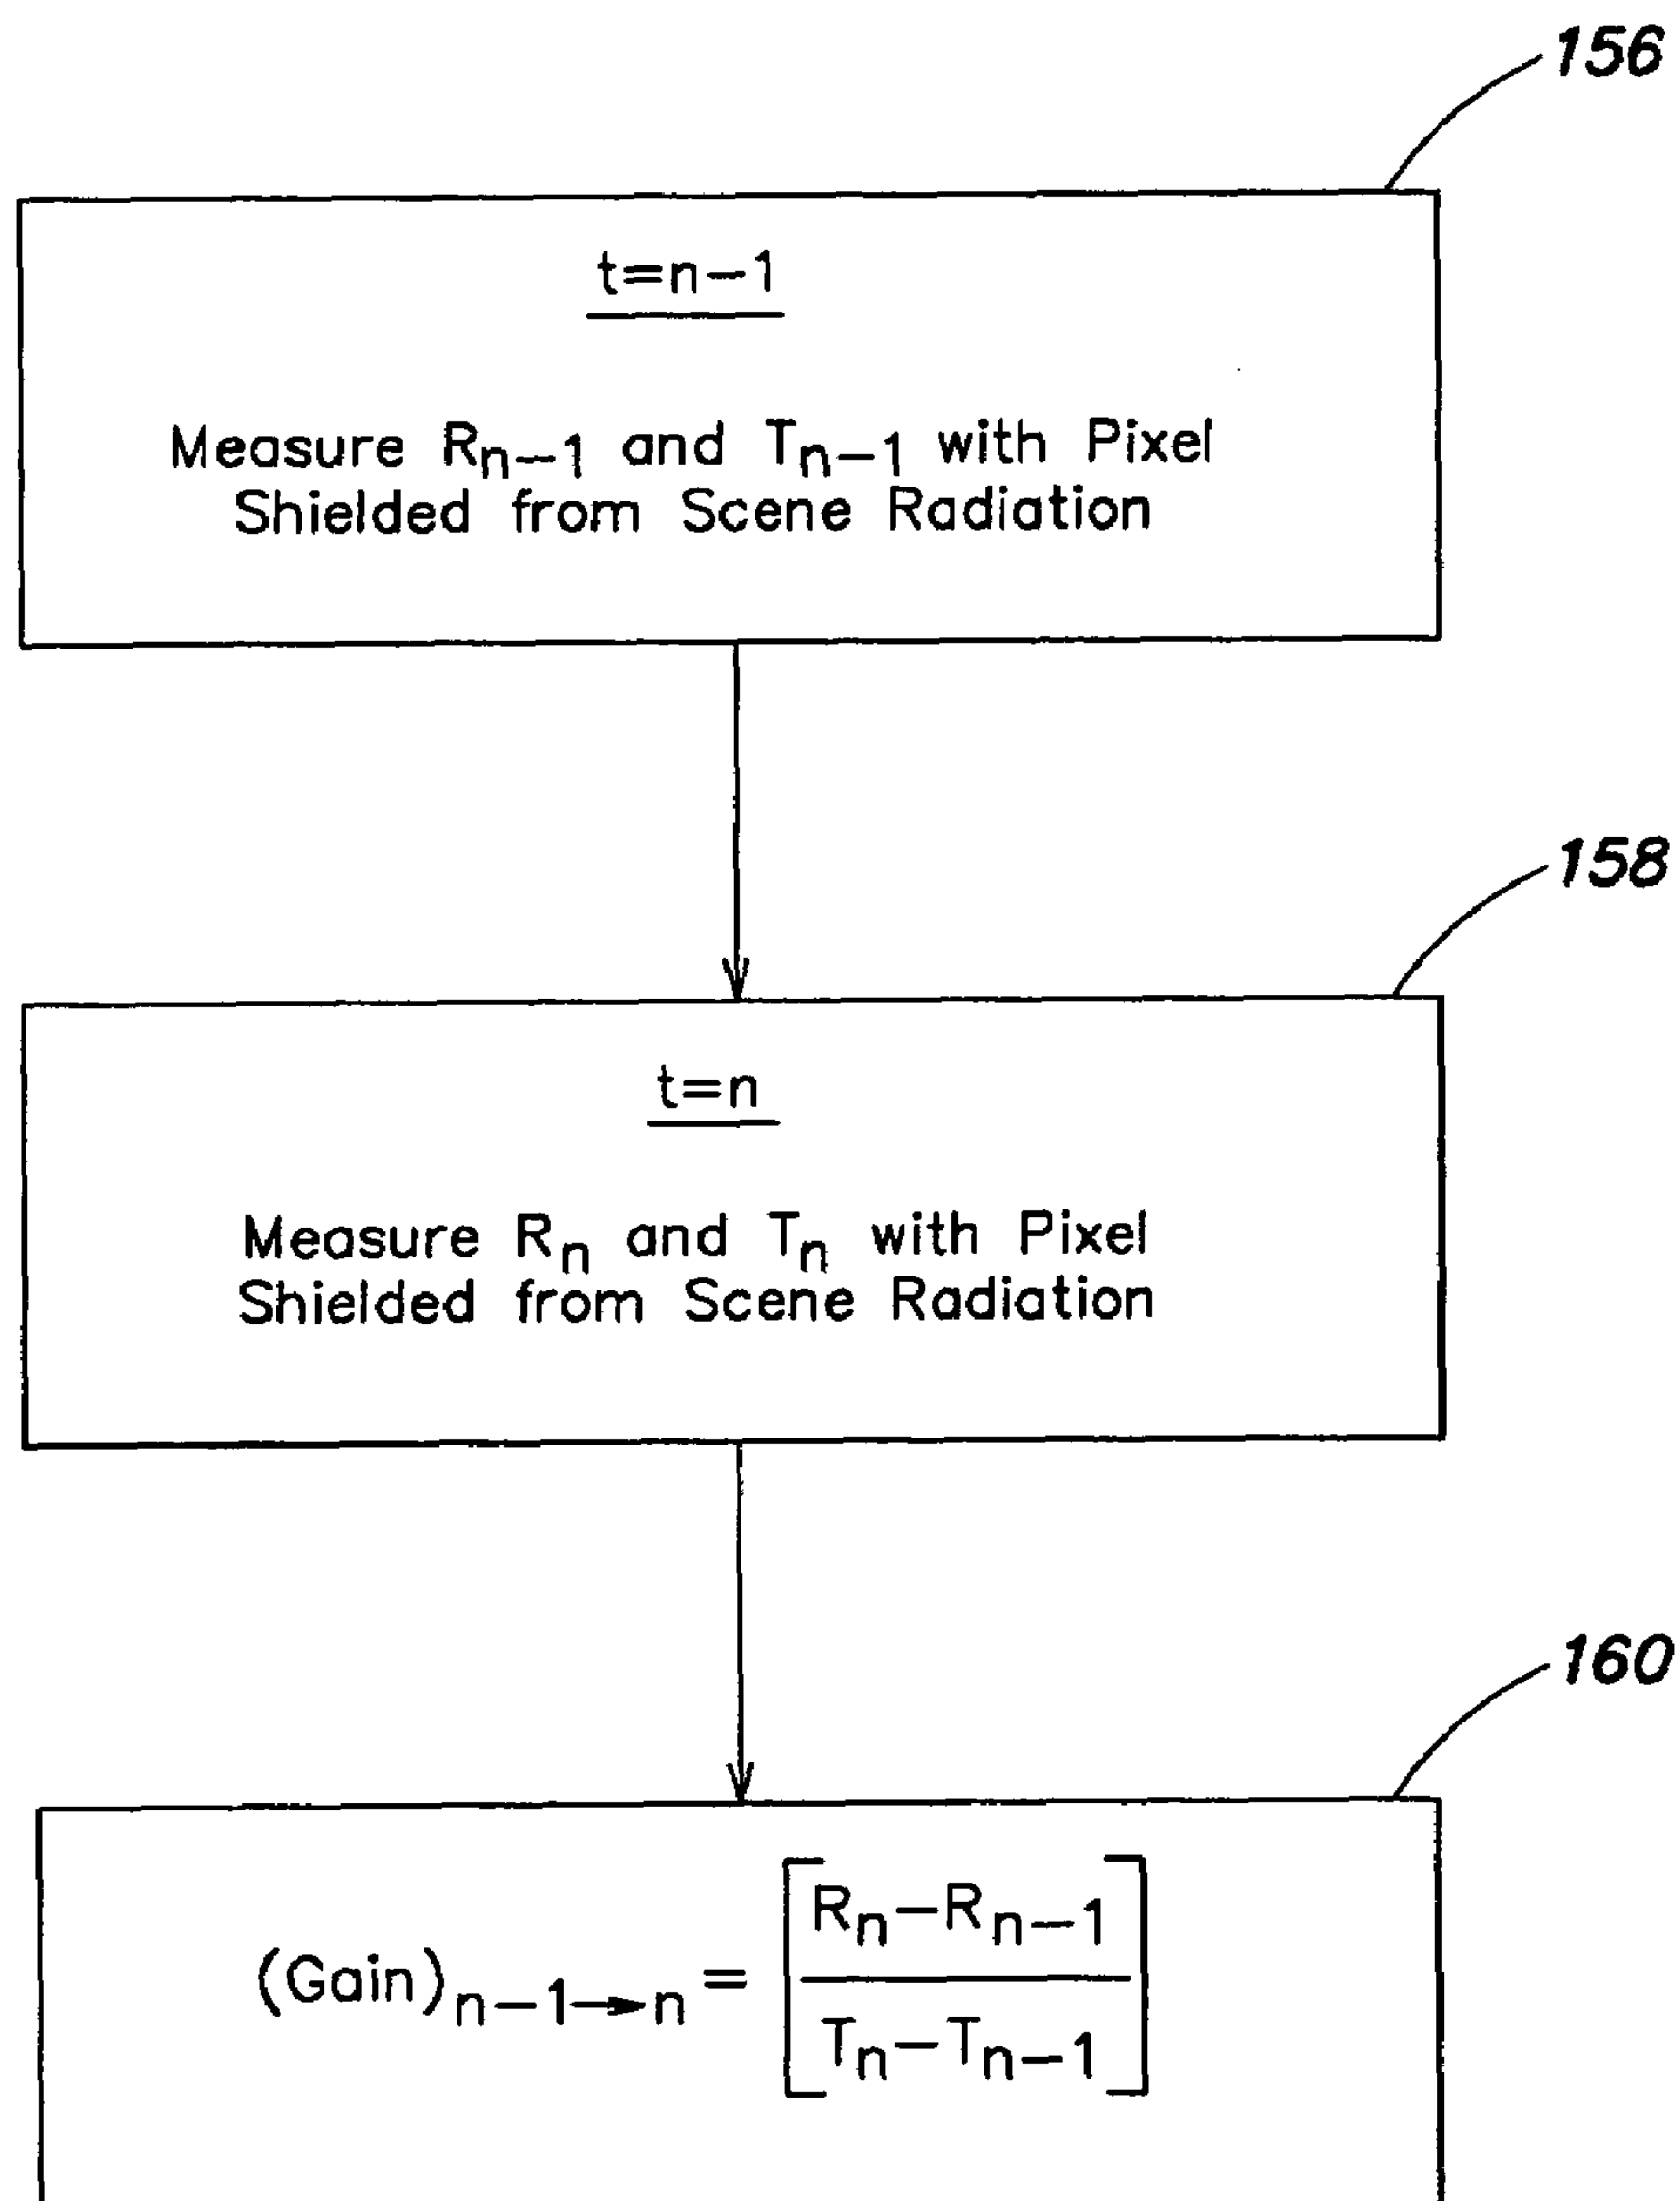 156
t=n-1
Measure Rn-1 and Tn-1 with Pixel
Shielded from Scene Radiation
158
t=n
Measure Rn and Tn with Pixel
Shielded from Scene Radiation
160
(Gain)n-1→n = [Rn-Rn-1
Tn-Tn-1]